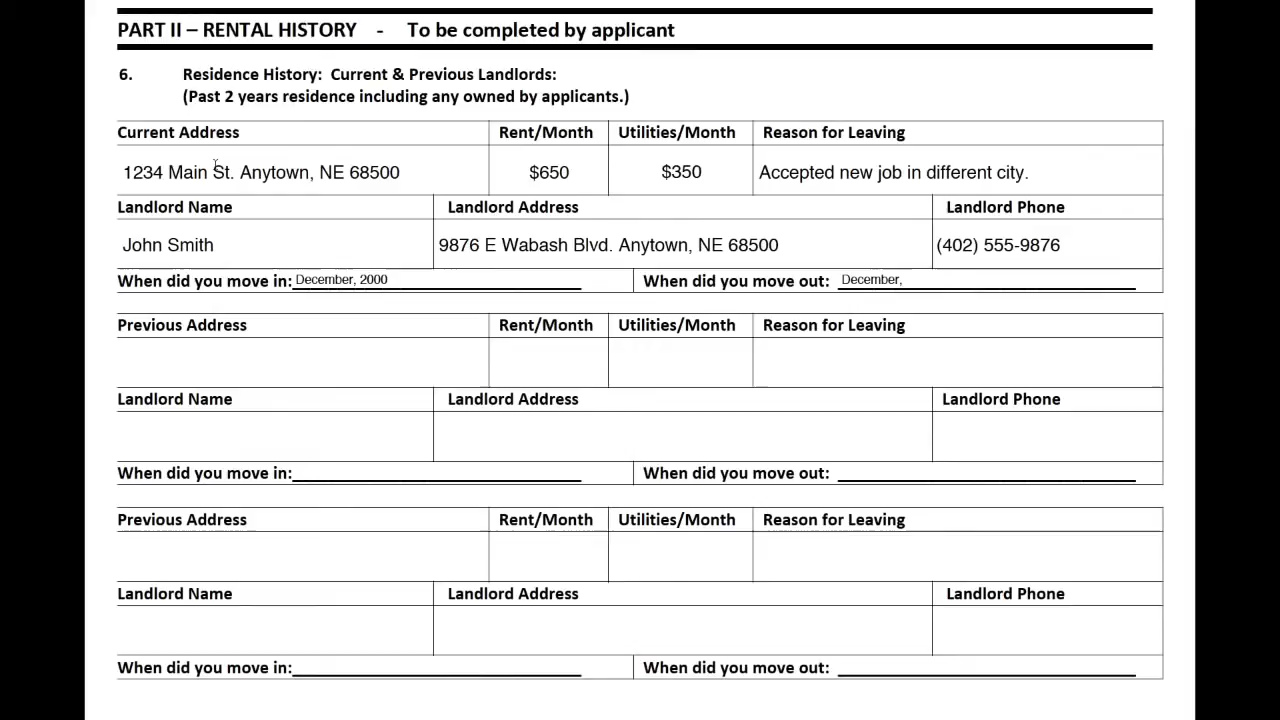 PART II – RENTAL HISTORY - To be completed by applicant
6. Residence History: Current & Previous Landlords:
(Past 2 years residence including any owned by applicants.)
Current Address Rent/Month Utilities/Month Reason for Leaving
1234 Main St. Anytown, NE 68500 $650 $350 Accepted new job in different city.
Landlord Name Landlord Address Landlord Phone
John Smith 9876 E Wabash Blvd. Anytown, NE 68500 (402) 555-9876
When did you move in: December, 2000 When did you move out: December,
Previous Address Rent/Month Utilities/Month Reason for Leaving
Landlord Name Landlord Address Landlord Phone
When did you move in: When did you move out:
Previous Address Rent/Month Utilities/Month Reason for Leaving
Landlord Name Landlord Address Landlord Phone
When did you move in: When did you move out: